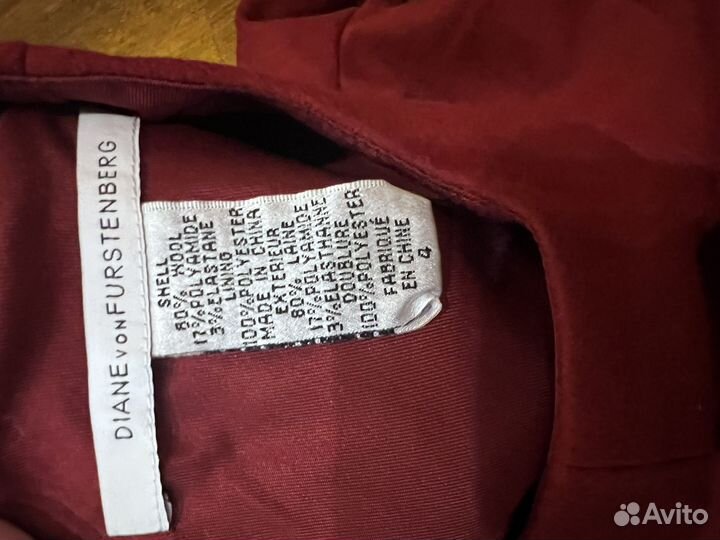 DIANE VON FURSTENBERG
SHELL
80% WOOL
17%POLYAMIDE
3%ELASTANE
LINING
100%POLYESTER
MADE IN CHINA
EXTERIEUR
80% LAINE
17%POLYAMIDE
3%ELASTHANNE
DOUBLURE
100%POLYESTER
FABRIQUÉ
EN CHINE
4
Avito